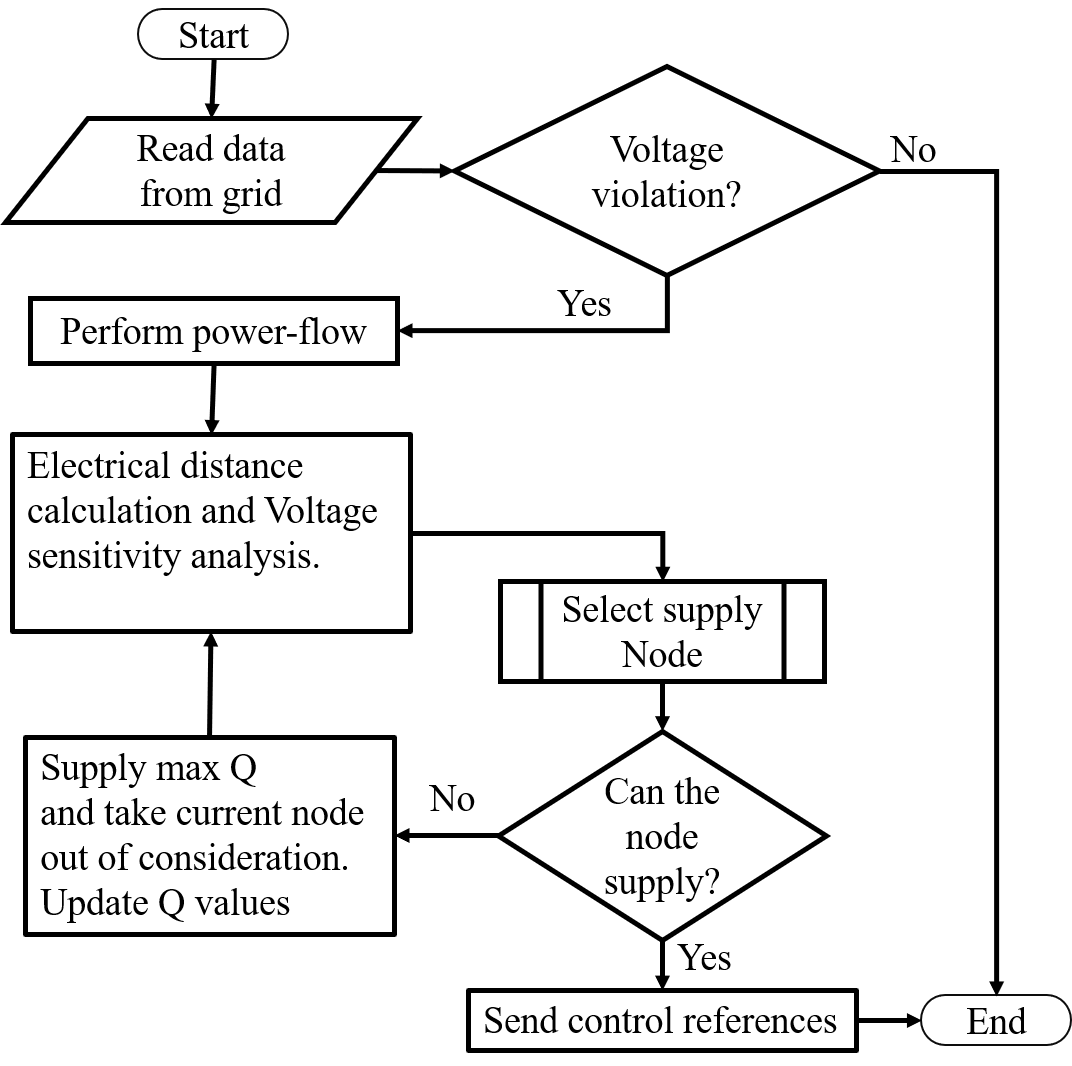 Start
Read data
from grid
Voltage
violation?
No
Yes
Perform power-flow
Electrical distance
calculation and Voltage
sensitivity analysis.
Select supply
Node
Can the
node
supply?
No
Supply max Q
and take current node
out of consideration.
Update Q values
Yes
Send control references
End